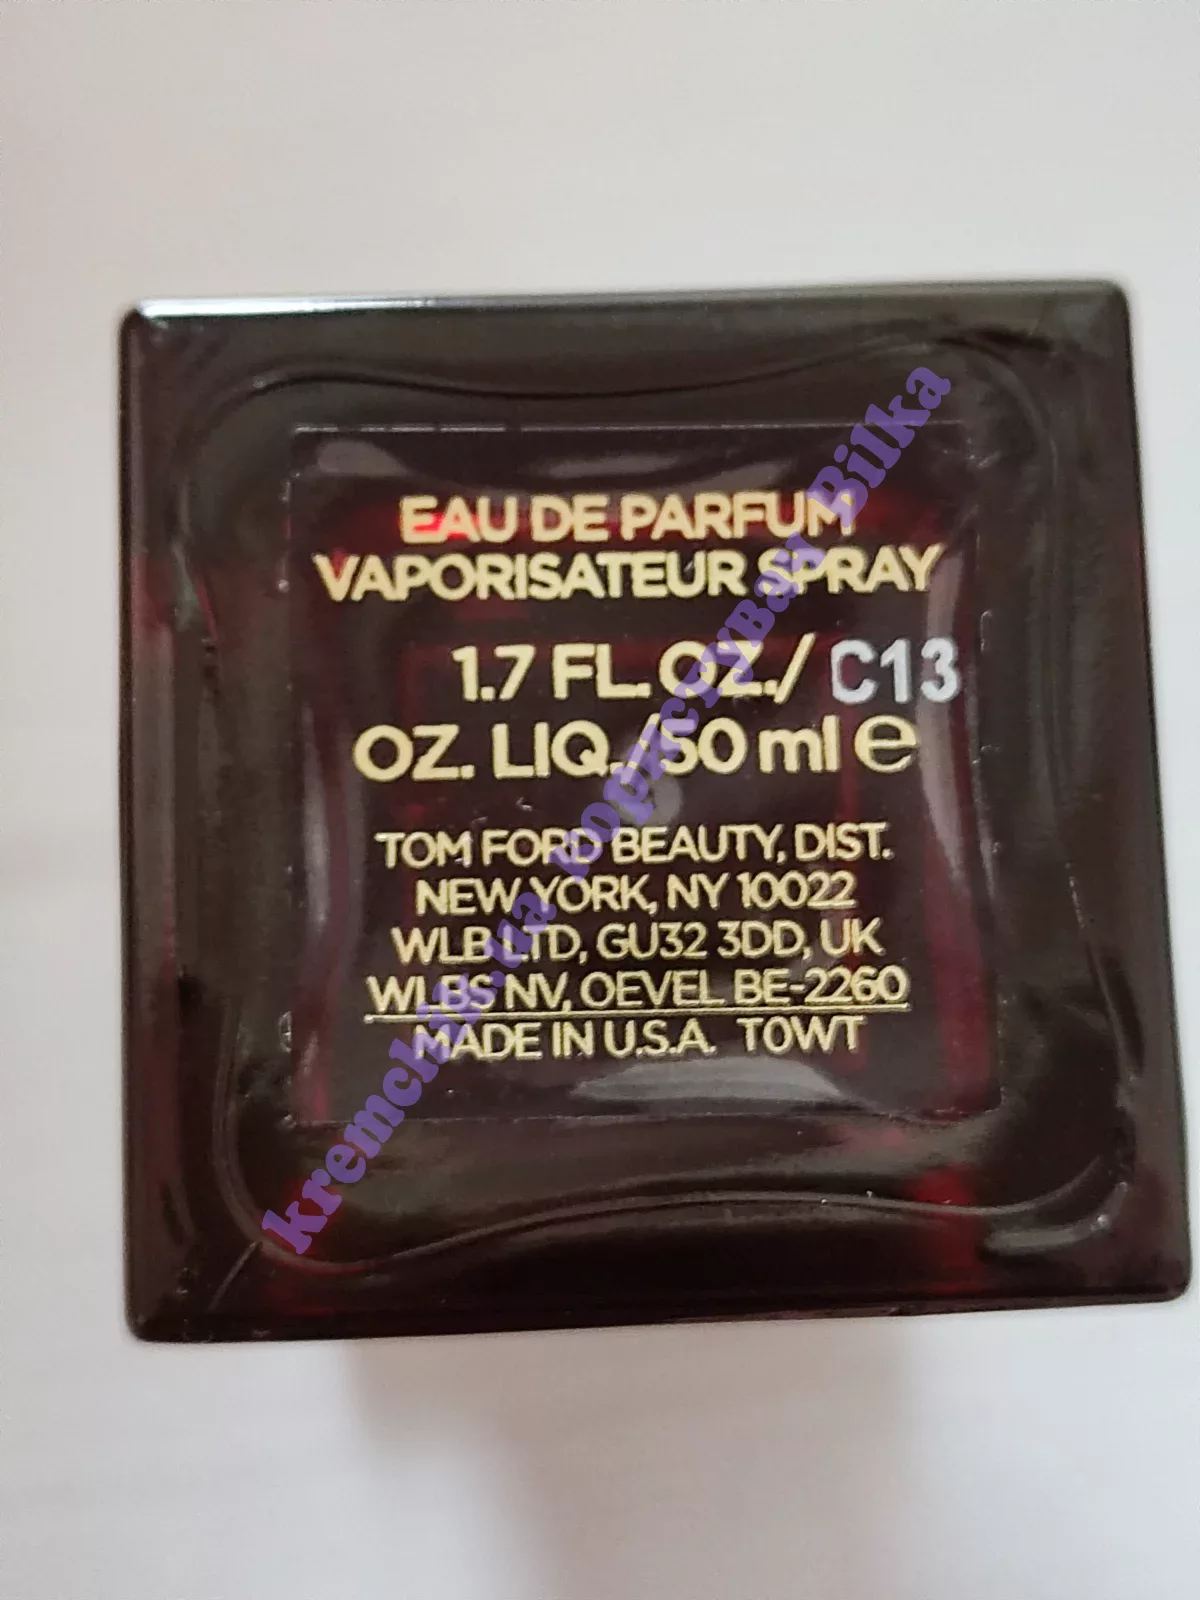 EAU DE PARFUM
VAPORISATEUR SPRAY
1.7 FL. OZ./ C13
OZ. LIQ./50 ml e
TOM FORD BEAUTY, DIST.
NEW YORK, NY 10022
WLB LTD, GU32 3DD, UK
WLBS NV, OEVEL BE-2260
MADE IN U.S.A. T0WT
kremchik.ua Bilka